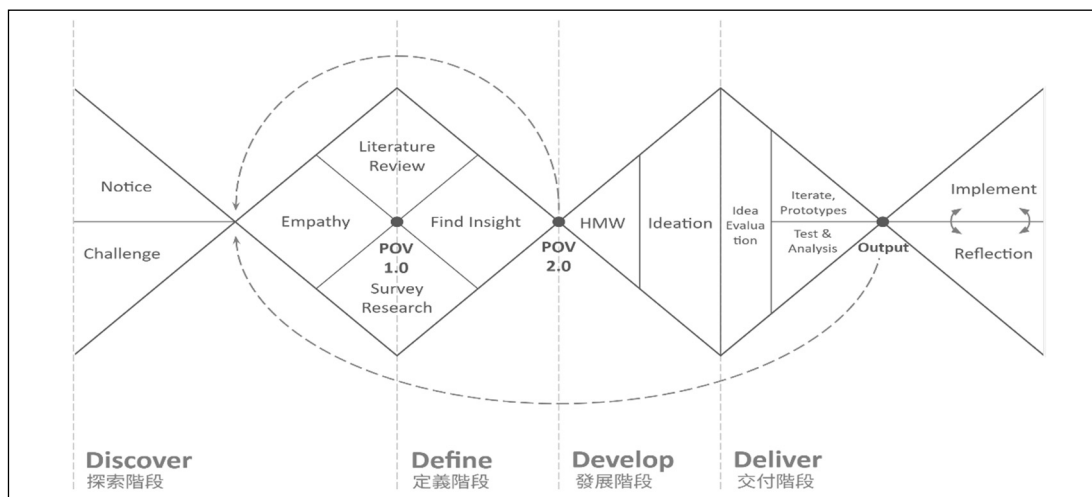 Notice
Challenge
Empathy
Literature
Review
POV
1.0
Survey
Research
Find Insight
POV
2.0
HMW
Ideation
Idea
Evalua
tion
Iterate,
Prototypes
Test &
Analysis
Output
Implement
Reflection
Discover
探索階段
Define
定義階段
Develop
發展階段
Deliver
交付階段